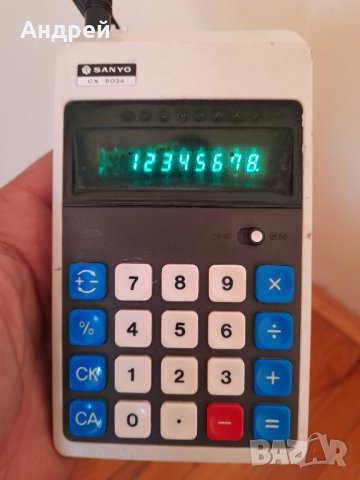 Андрей
SANYO
CX-8034
12345678.
OFF ON
7 8 9 ×
% 4 5 6 ÷
CK 1 2 3 +
CA 0 · − =
BAZAR